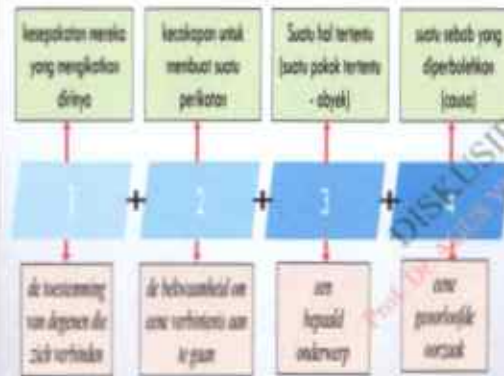 kesepakatan mereka
yang mengikatkan
dirinya
kecakapan untuk
membuat suatu
perikatan
Suatu hal tertentu
(suatu pokok tertentu
- obyek)
suatu sebab yang
diperbolehkan
(causa)
1 + 2 + 3 + 4
de toestemming
van degenen die
zich verbinden
de bekwaamheid om
eene verbintenis aan
te gaan
een
bepaald
onderwerp
eene
geoorloofde
oorzaak
Prof. Dr.